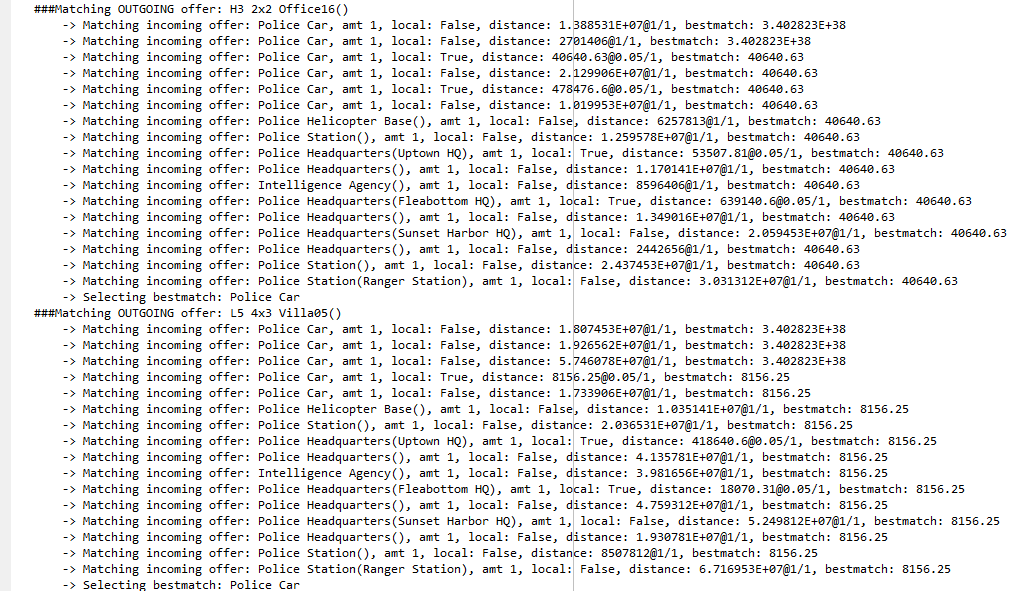 ###Matching OUTGOING offer: H3 2x2 Office16()
-> Matching incoming offer: Police Car, amt 1, local: False, distance: 1.388531E+07@1/1, bestmatch: 3.402823E+38
-> Matching incoming offer: Police Car, amt 1, local: False, distance: 2701406@1/1, bestmatch: 3.402823E+38
-> Matching incoming offer: Police Car, amt 1, local: True, distance: 40640.63@0.05/1, bestmatch: 40640.63
-> Matching incoming offer: Police Car, amt 1, local: False, distance: 2.129906E+07@1/1, bestmatch: 40640.63
-> Matching incoming offer: Police Car, amt 1, local: True, distance: 478476.6@0.05/1, bestmatch: 40640.63
-> Matching incoming offer: Police Car, amt 1, local: False, distance: 1.019953E+07@1/1, bestmatch: 40640.63
-> Matching incoming offer: Police Helicopter Base(), amt 1, local: False, distance: 6257813@1/1, bestmatch: 40640.63
-> Matching incoming offer: Police Station(), amt 1, local: False, distance: 1.259578E+07@1/1, bestmatch: 40640.63
-> Matching incoming offer: Police Headquarters(Uptown HQ), amt 1, local: True, distance: 53507.81@0.05/1, bestmatch: 40640.63
-> Matching incoming offer: Police Headquarters(), amt 1, local: False, distance: 1.170141E+07@1/1, bestmatch: 40640.63
-> Matching incoming offer: Intelligence Agency(), amt 1, local: False, distance: 8596406@1/1, bestmatch: 40640.63
-> Matching incoming offer: Police Headquarters(Fleabottom HQ), amt 1, local: True, distance: 639140.6@0.05/1, bestmatch: 40640.63
-> Matching incoming offer: Police Headquarters(), amt 1, local: False, distance: 1.349016E+07@1/1, bestmatch: 40640.63
-> Matching incoming offer: Police Headquarters(Sunset Harbor HQ), amt 1, local: False, distance: 2.059453E+07@1/1, bestmatch: 40640.63
-> Matching incoming offer: Police Headquarters(), amt 1, local: False, distance: 2442656@1/1, bestmatch: 40640.63
-> Matching incoming offer: Police Station(), amt 1, local: False, distance: 2.437453E+07@1/1, bestmatch: 40640.63
-> Matching incoming offer: Police Station(Ranger Station), amt 1, local: False, distance: 3.031312E+07@1/1, bestmatch: 40640.63
-> Selecting bestmatch: Police Car
###Matching OUTGOING offer: L5 4x3 Villa05()
-> Matching incoming offer: Police Car, amt 1, local: False, distance: 1.807453E+07@1/1, bestmatch: 3.402823E+38
-> Matching incoming offer: Police Car, amt 1, local: False, distance: 1.926562E+07@1/1, bestmatch: 3.402823E+38
-> Matching incoming offer: Police Car, amt 1, local: False, distance: 5.746078E+07@1/1, bestmatch: 3.402823E+38
-> Matching incoming offer: Police Car, amt 1, local: True, distance: 8156.25@0.05/1, bestmatch: 8156.25
-> Matching incoming offer: Police Car, amt 1, local: False, distance: 1.733906E+07@1/1, bestmatch: 8156.25
-> Matching incoming offer: Police Helicopter Base(), amt 1, local: False, distance: 1.035141E+07@1/1, bestmatch: 8156.25
-> Matching incoming offer: Police Station(), amt 1, local: False, distance: 2.036531E+07@1/1, bestmatch: 8156.25
-> Matching incoming offer: Police Headquarters(Uptown HQ), amt 1, local: True, distance: 418640.6@0.05/1, bestmatch: 8156.25
-> Matching incoming offer: Police Headquarters(), amt 1, local: False, distance: 4.135781E+07@1/1, bestmatch: 8156.25
-> Matching incoming offer: Intelligence Agency(), amt 1, local: False, distance: 3.981656E+07@1/1, bestmatch: 8156.25
-> Matching incoming offer: Police Headquarters(Fleabottom HQ), amt 1, local: True, distance: 18070.31@0.05/1, bestmatch: 8156.25
-> Matching incoming offer: Police Headquarters(), amt 1, local: False, distance: 4.759312E+07@1/1, bestmatch: 8156.25
-> Matching incoming offer: Police Headquarters(Sunset Harbor HQ), amt 1, local: False, distance: 5.249812E+07@1/1, bestmatch: 8156.25
-> Matching incoming offer: Police Headquarters(), amt 1, local: False, distance: 1.930781E+07@1/1, bestmatch: 8156.25
-> Matching incoming offer: Police Station(), amt 1, local: False, distance: 8507812@1/1, bestmatch: 8156.25
-> Matching incoming offer: Police Station(Ranger Station), amt 1, local: False, distance: 6.716953E+07@1/1, bestmatch: 8156.25
-> Selecting bestmatch: Police Car